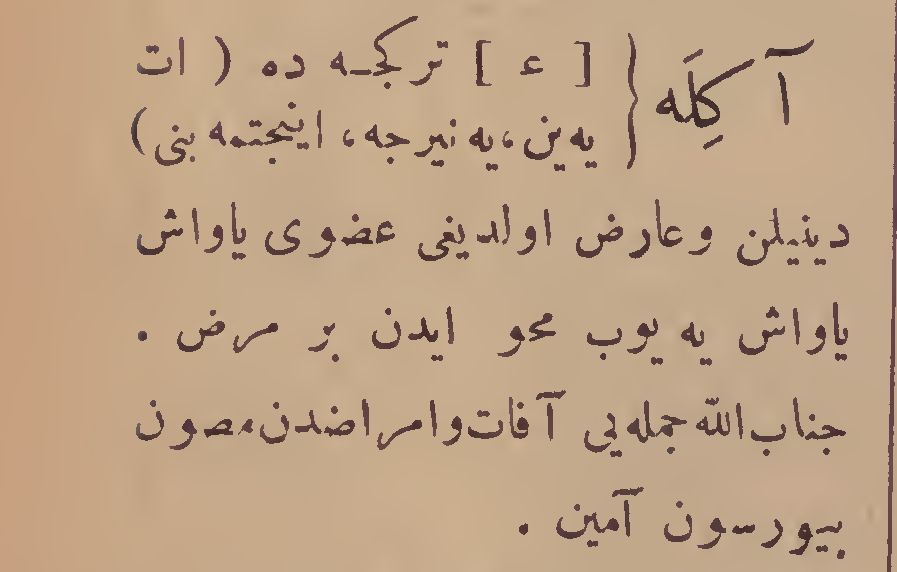 آكِلَه { [ ع ] تركجه ده ( ات
يه ين ، يه نيرجه ، اينجتمه بنى)
دينيلن وعارض اولديغى عضوى ياواش
ياواش يه يوب محو ايدن بر مرض .
جناب الله جمله يى آفات وامراضدن مصون
بيورسون آمين .